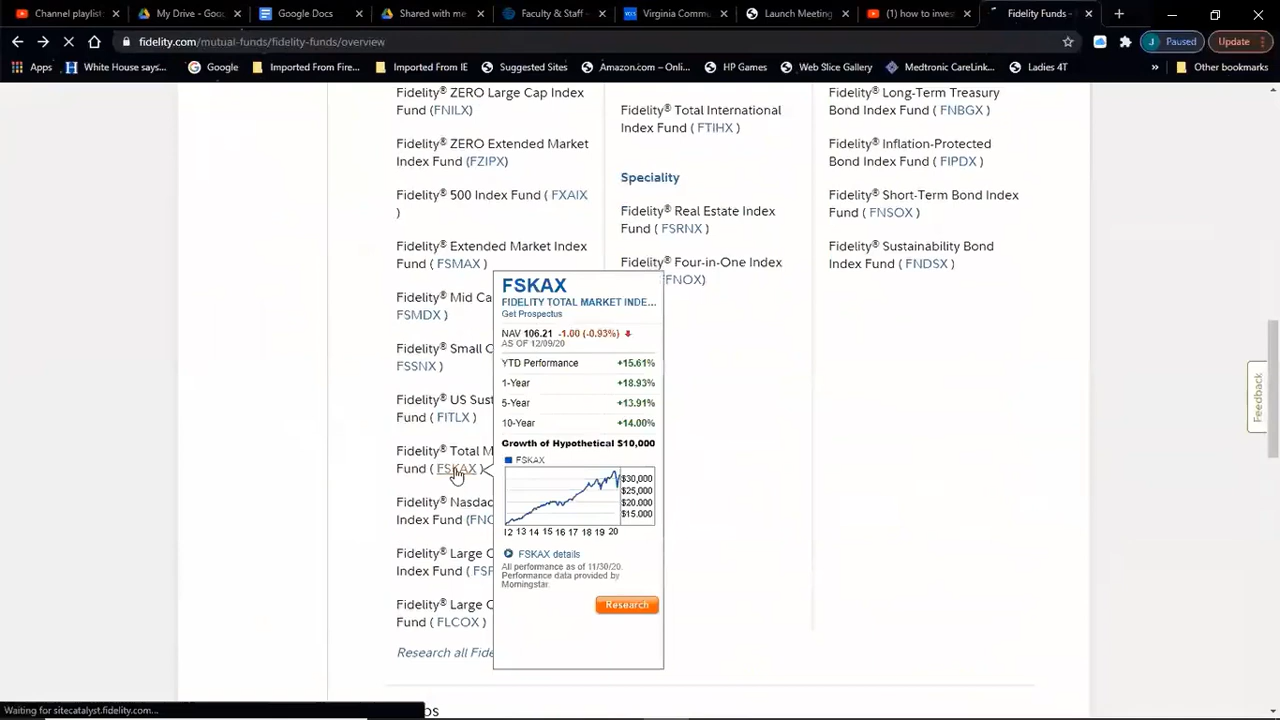 Channel playlis
My Drive - Goo
Google Docs
Shared with me
Faculty & Staff -
Virginia Commu
Launch Meeting
(1) how to inves
Fidelity Funds -
fidelity.com/mutual-funds/fidelity-funds/overview
J Paused
Update
Apps
White House says...
Google
Imported From Fire...
Imported From IE
Suggested Sites
Amazon.com – Onli...
HP Games
Web Slice Gallery
Medtronic CareLink...
Ladies 4T
»
Other bookmarks
Fidelity® ZERO Large Cap Index
Fund (FNILX)
Fidelity® ZERO Extended Market
Index Fund (FZIPX)
Fidelity® 500 Index Fund ( FXAIX
)
Fidelity® Extended Market Index
Fund ( FSMAX )
Fidelity® Mid Ca
FSMDX )
Fidelity® Small C
FSSNX )
Fidelity® US Sust
Fund ( FITLX )
Fidelity® Total M
Fund ( FSKAX )
Fidelity® Nasdac
Index Fund (FNC
Fidelity® Large C
Index Fund ( FSP
Fidelity® Large C
Fund ( FLCOX )
Research all Fide
os
Fidelity® Total International
Index Fund ( FTIHX )
Speciality
Fidelity® Real Estate Index
Fund ( FSRNX )
Fidelity® Four-in-One Index
FNOX)
Fidelity® Long-Term Treasury
Bond Index Fund ( FNBGX )
Fidelity® Inflation-Protected
Bond Index Fund ( FIPDX )
Fidelity® Short-Term Bond Index
Fund ( FNSOX )
Fidelity® Sustainability Bond
Index Fund ( FNDSX )
FSKAX
FIDELITY TOTAL MARKET INDE...
Get Prospectus
NAV 106.21 -1.00 (-0.93%)
AS OF 12/09/20
YTD Performance +15.61%
1-Year +18.93%
5-Year +13.91%
10-Year +14.00%
Growth of Hypothetical $10,000
FSKAX
$30,000
$25,000
$20,000
$15,000
12 13 14 15 16 17 18 19 20
FSKAX details
All performance as of 11/30/20.
Performance data provided by
Morningstar.
Research
Feedback
Waiting for sitecatalyst.fidelity.com...